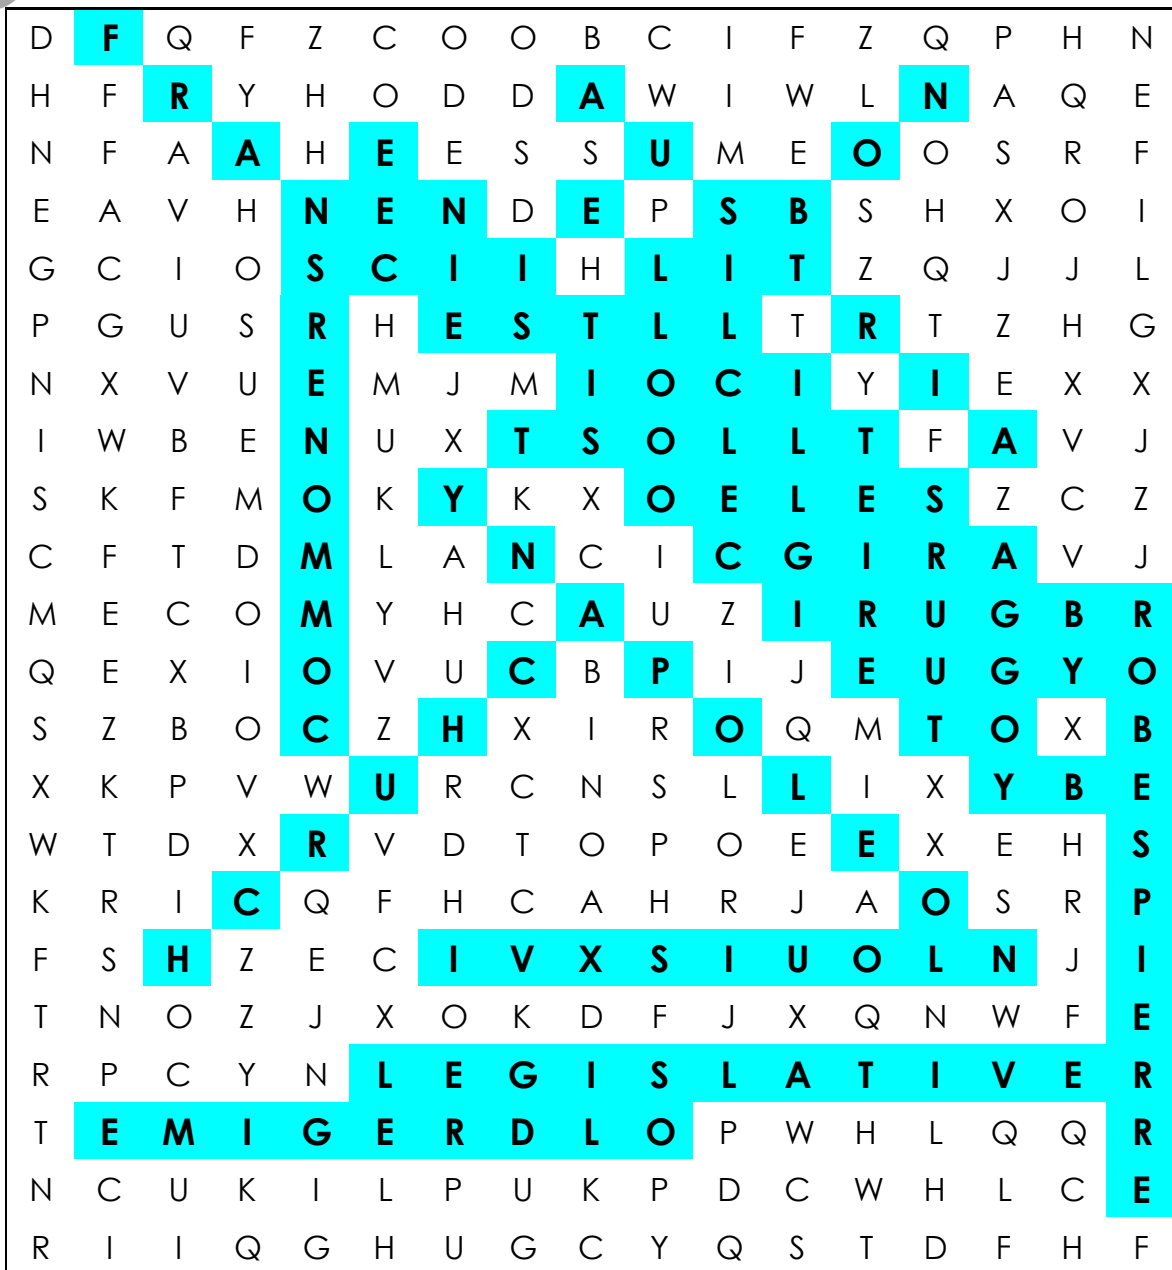 D F Q F Z C O O B C I F Z Q P H N
H F R Y H O D D A W I W L N A Q E
N F A A H E E S S U M E O O S R F
E A V H N E N D E P S B S H X O I
G C I O S C I I H L I T Z Q J J L
P G U S R H E S T L L T R T Z H G
N X V U E M J M I O C I Y I E X X
I W B E N U X T S O L L T F A V J
S K F M O K Y K X O E L E S Z C Z
C F T D M L A N C I C G I R A V J
M E C O M Y H C A U Z I R U G B R
Q E X I O V U C B P I J E U G Y O
S Z B O C Z H X I R O Q M T O X B
X K P V W U R C N S L L I X Y B E
W T D X R V D T O P O E E X E H S
K R I C Q F H C A H R J A O S R P
F S H Z E C I V X S I U O L N J I
T N O Z J X O K D F J X Q N W F E
R P C Y N L E G I S L A T I V E R
T E M I G E R D L O P W H L Q Q R
N C U K I L P U K P D C W H L C E
R I I Q G H U G C Y Q S T D F H F